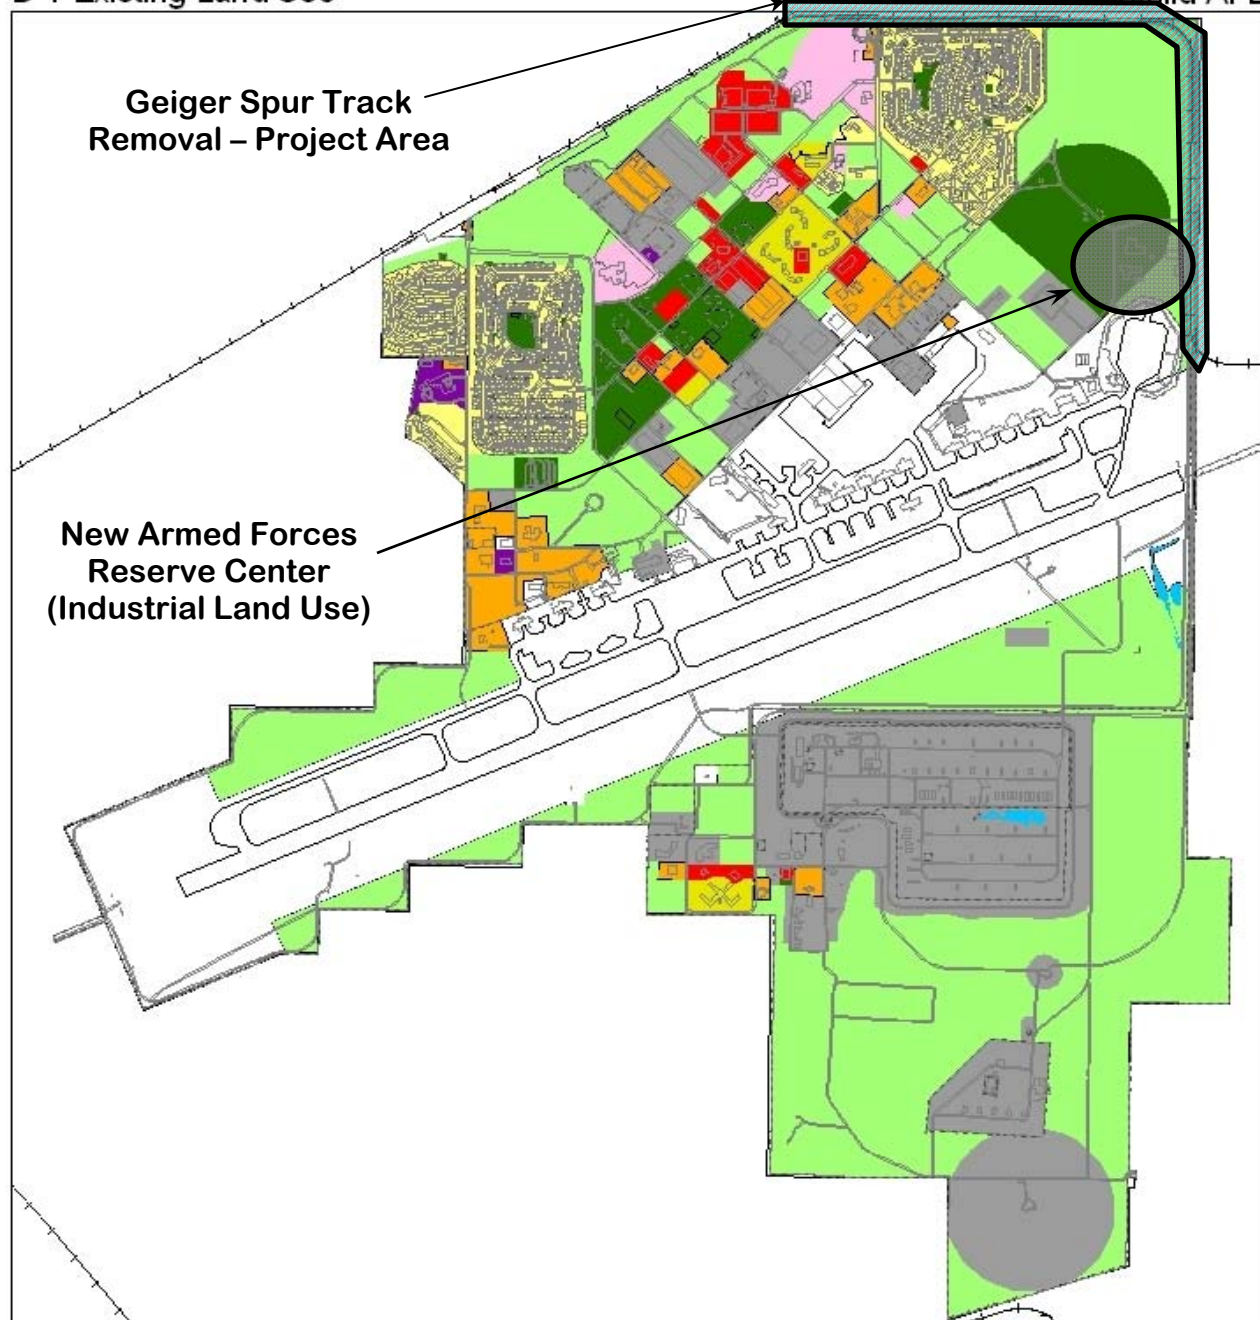 Geiger Spur Track
Removal – Project Area
New Armed Forces
Reserve Center
(Industrial Land Use)